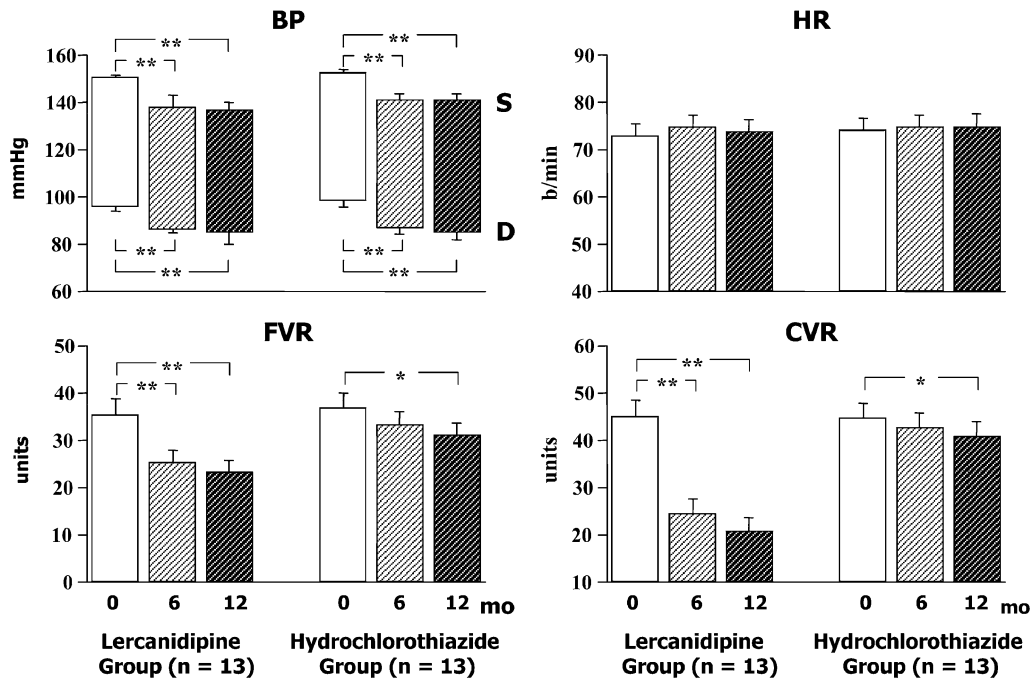 BP
HR
** **
160
** **
140
120
100
80
60
mmHg
S
D
** **
** **
90
80
70
60
50
40
b/min
FVR
CVR
50
40
30
20
10
0
units
**
**
*
60
50
40
30
20
10
units
**
**
*
0 6 12 0 6 12 mo
0 6 12 0 6 12 mo
Lercanidipine Hydrochlorothiazide
Group (n = 13) Group (n = 13)
Lercanidipine Hydrochlorothiazide
Group (n = 13) Group (n = 13)